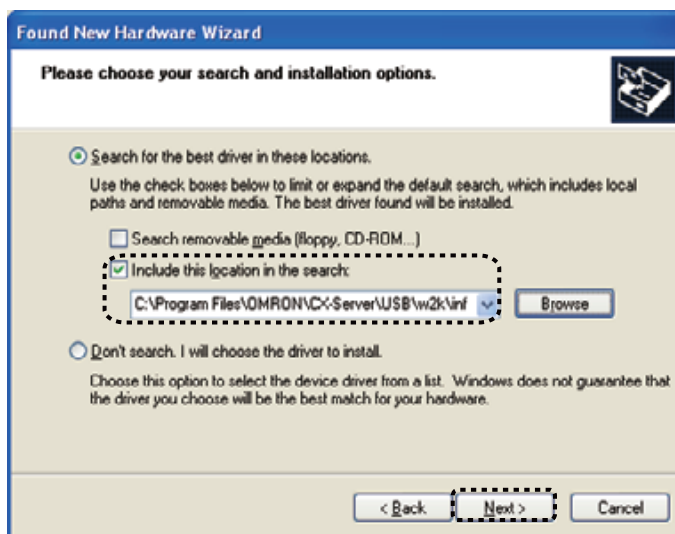 Found New Hardware Wizard
Please choose your search and installation options.
Search for the best driver in these locations.
Use the check boxes below to limit or expand the default search, which includes local
paths and removable media. The best driver found will be installed.
Search removable media (floppy, CD-ROM...)
Include this location in the search:
C:\Program Files\OMRON\CX-Server\USB\w2k\inf
Browse
Don't search. I will choose the driver to install.
Choose this option to select the device driver from a list. Windows does not guarantee that
the driver you choose will be the best match for your hardware.
< Back Next > Cancel